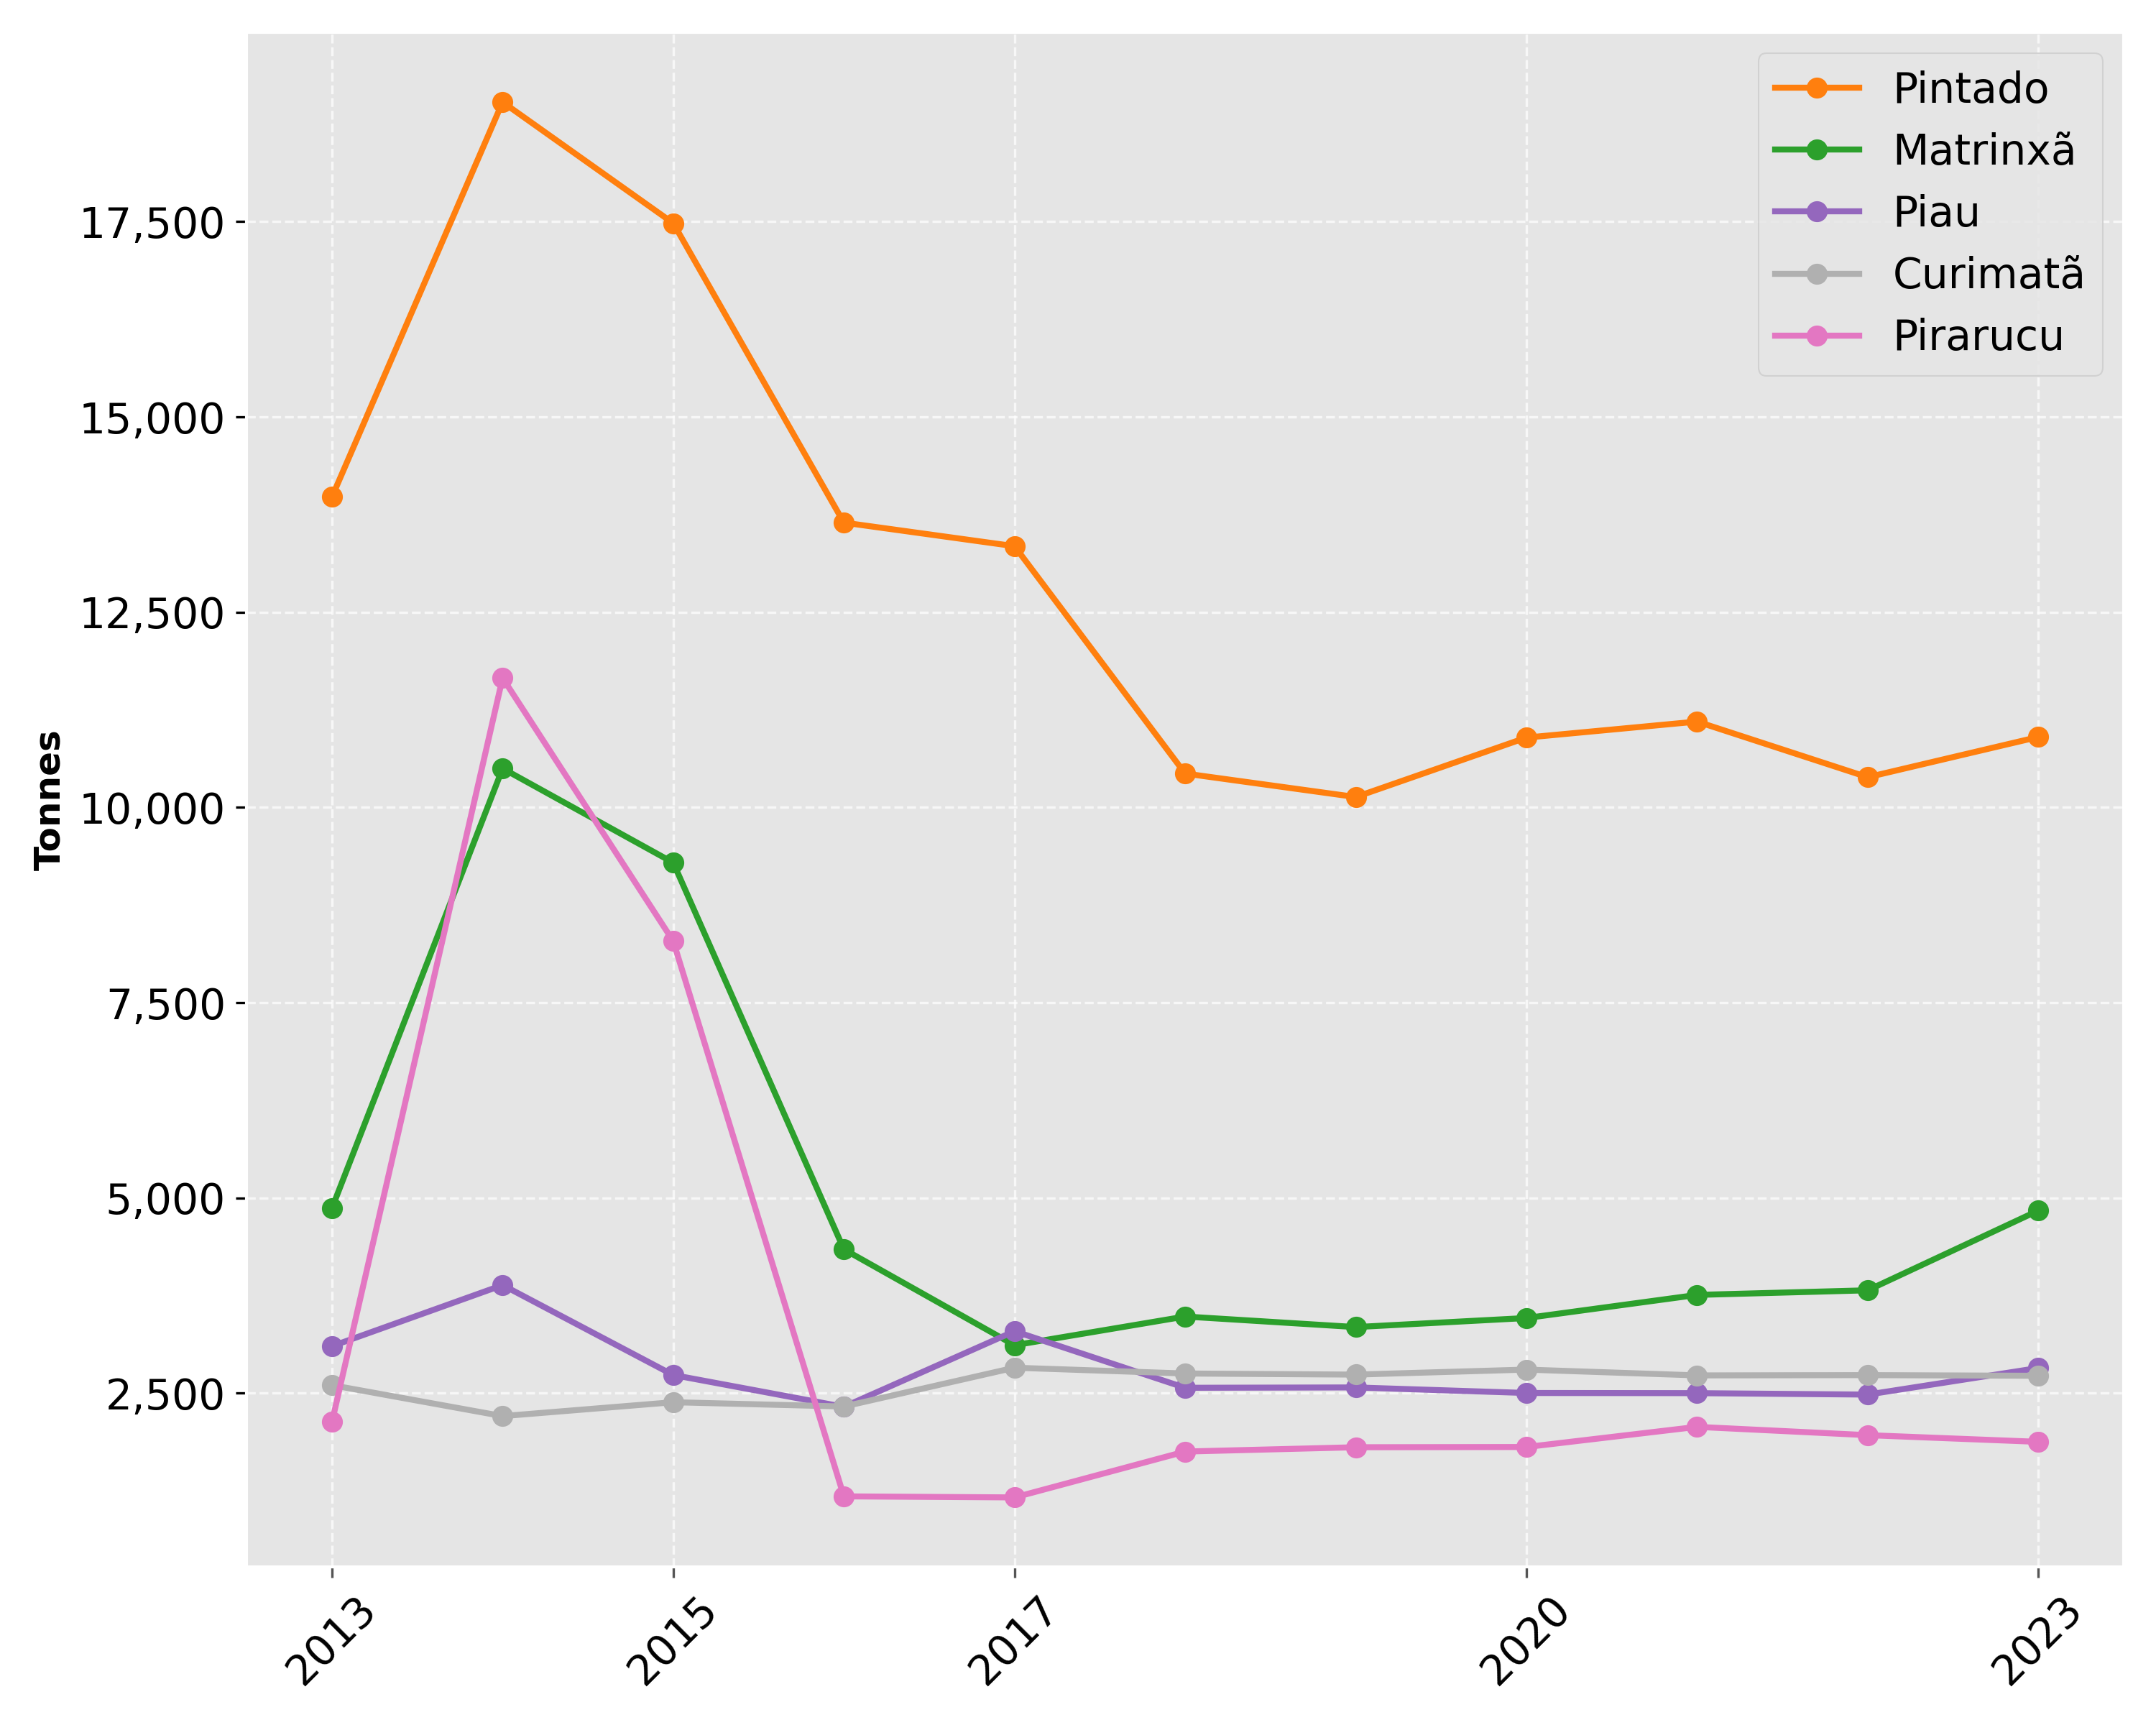 Pintado
Matrinxã
Piau
Curimatã
Pirarucu
17,500
15,000
12,500
10,000
7,500
5,000
2,500
Tonnes
2013
2015
2017
2020
2023